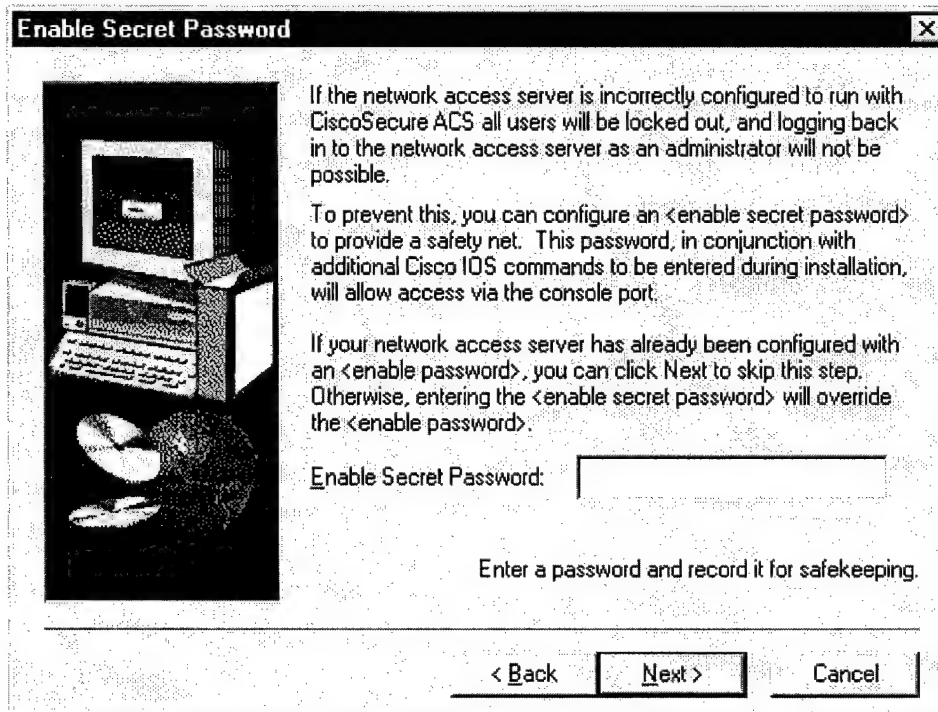 Enable Secret Password
If the network access server is incorrectly configured to run with
CiscoSecure ACS all users will be locked out, and logging back
in to the network access server as an administrator will not be
possible.
To prevent this, you can configure an <enable secret password>
to provide a safety net. This password, in conjunction with
additional Cisco IOS commands to be entered during installation,
will allow access via the console port.
If your network access server has already been configured with
an <enable password>, you can click Next to skip this step.
Otherwise, entering the <enable secret password> will override
the <enable password>.
Enable Secret Password:
Enter a password and record it for safekeeping.
< Back
Next >
Cancel